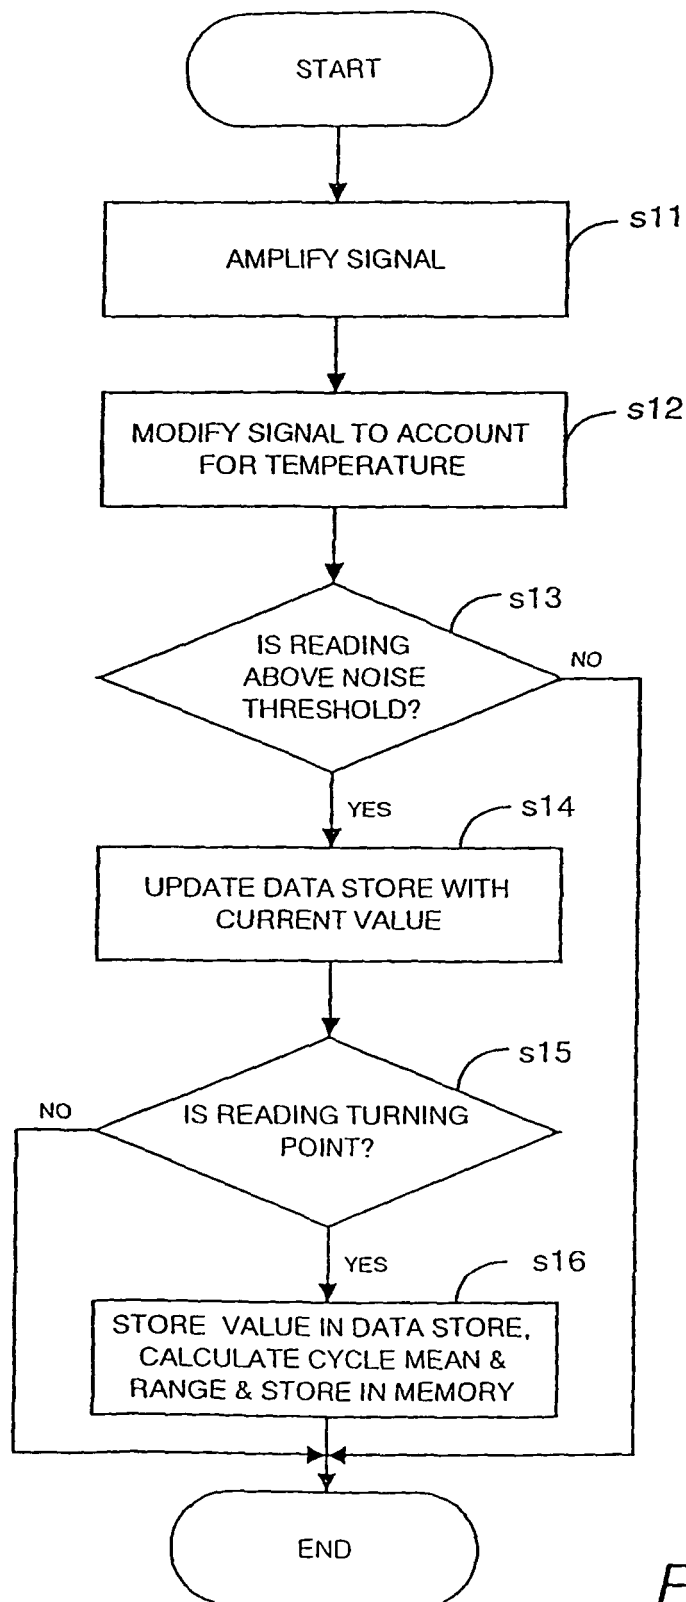 START
s11
AMPLIFY SIGNAL
s12
MODIFY SIGNAL TO ACCOUNT
FOR TEMPERATURE
s13
IS READING
ABOVE NOISE
THRESHOLD?
NO
YES
s14
UPDATE DATA STORE WITH
CURRENT VALUE
s15
NO
IS READING TURNING
POINT?
YES
s16
STORE VALUE IN DATA STORE,
CALCULATE CYCLE MEAN &
RANGE & STORE IN MEMORY
END